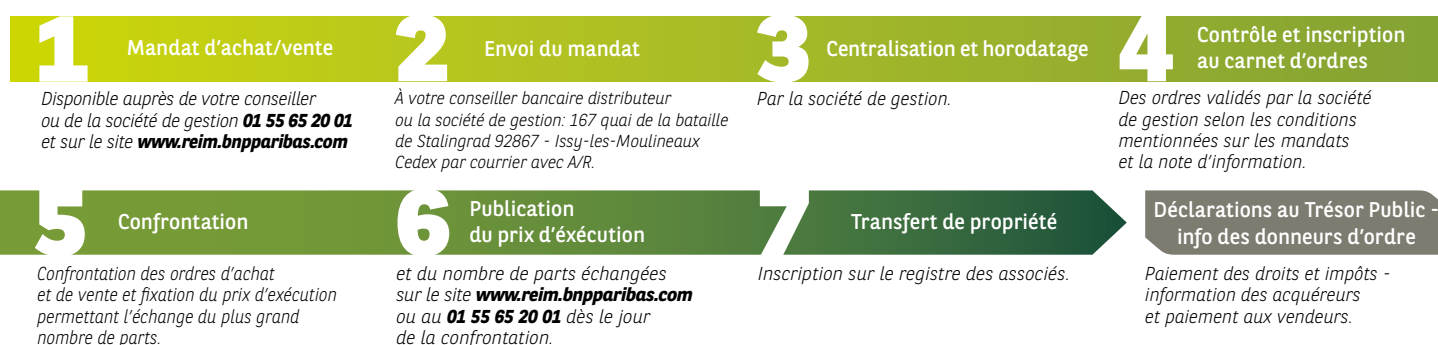 1 Mandat d'achat/vente
Disponible auprès de votre conseiller
ou de la société de gestion 01 55 65 20 01
et sur le site www.reim.bnpparibas.com
2 Envoi du mandat
À votre conseiller bancaire distributeur
ou la société de gestion: 167 quai de la bataille
de Stalingrad 92867 - Issy-les-Moulineaux
Cedex par courrier avec A/R.
3 Centralisation et horodatage
Par la société de gestion.
4 Contrôle et inscription
au carnet d'ordres
Des ordres validés par la société
de gestion selon les conditions
mentionnées sur les mandats
et la note d'information.
5 Confrontation
Confrontation des ordres d'achat
et de vente et fixation du prix d'exécution
permettant l'échange du plus grand
nombre de parts.
6 Publication
du prix d'éxécution
et du nombre de parts échangées
sur le site www.reim.bnpparibas.com
ou au 01 55 65 20 01 dès le jour
de la confrontation.
7 Transfert de propriété
Inscription sur le registre des associés.
Déclarations au Trésor Public -
info des donneurs d'ordre
Paiement des droits et impôts -
information des acquéreurs
et paiement aux vendeurs.